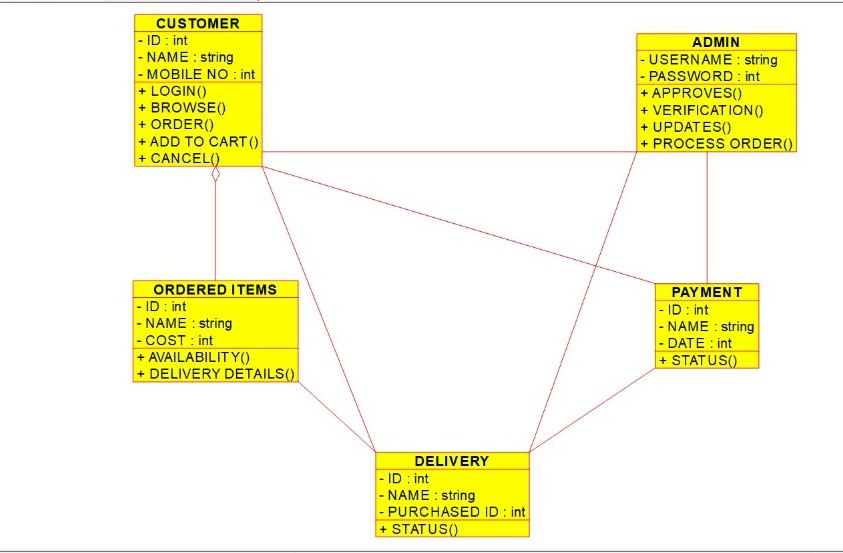 CUSTOMER
- ID : int
- NAME : string
- MOBILE NO : int
+ LOGIN()
+ BROWSE()
+ ORDER()
+ ADD TO CART()
+ CANCEL()
ADMIN
- USERNAME : string
- PASSWORD : int
+ APPROVES()
+ VERIFICATION()
+ UPDATES()
+ PROCESS ORDER()
ORDERED ITEMS
- ID : int
- NAME : string
- COST : int
+ AVAILABILITY()
+ DELIVERY DETAILS()
PAYMENT
- ID : int
- NAME : string
- DATE : int
+ STATUS()
DELIVERY
- ID : int
- NAME : string
- PURCHASED ID : int
+ STATUS()